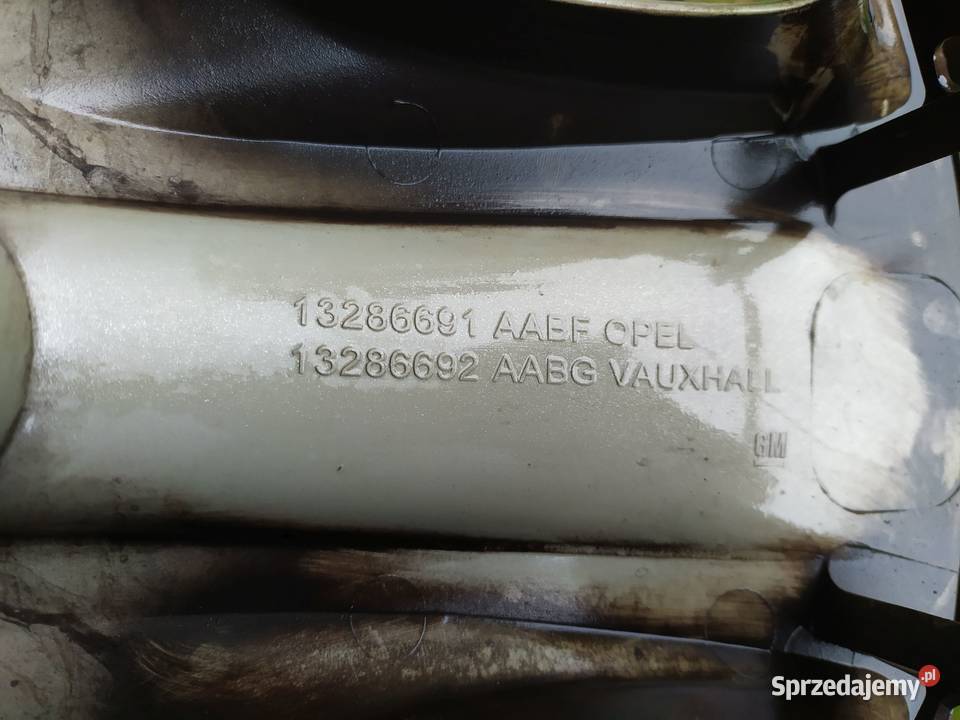 13286691 AABF OPEL
13286692 AABG VAUXHALL
GM
Sprzedajemy.pl